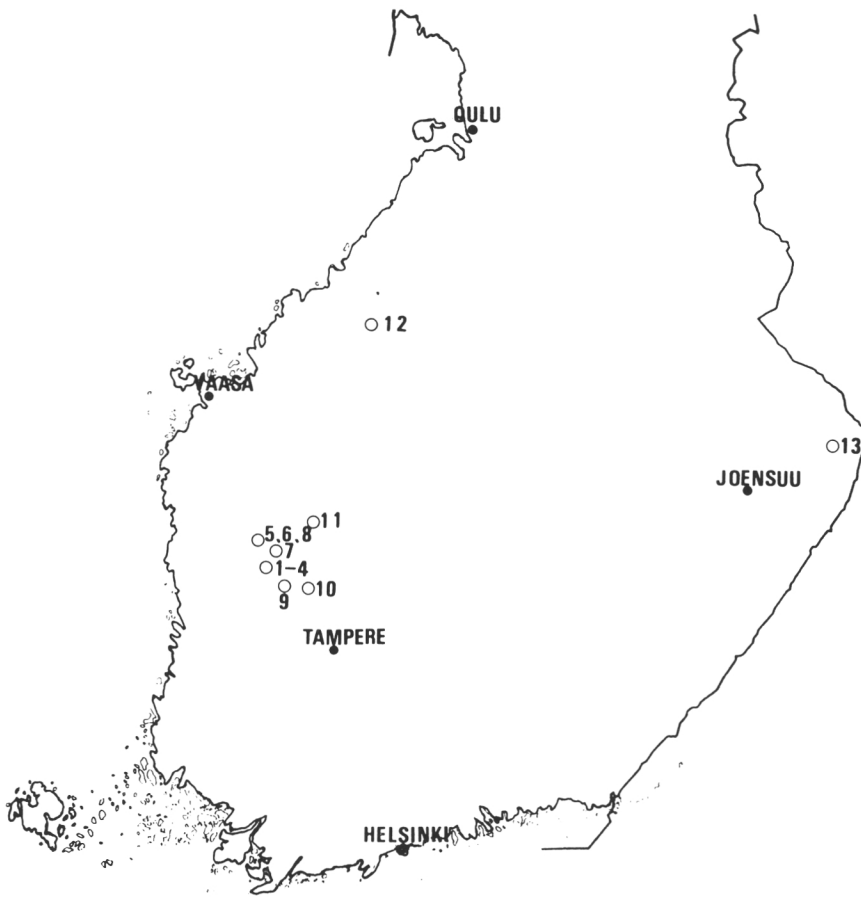 OULU
12
VAASA
13
JOENSUU
11
5,6,8
7
1-4
10
9
TAMPERE
HELSINKI